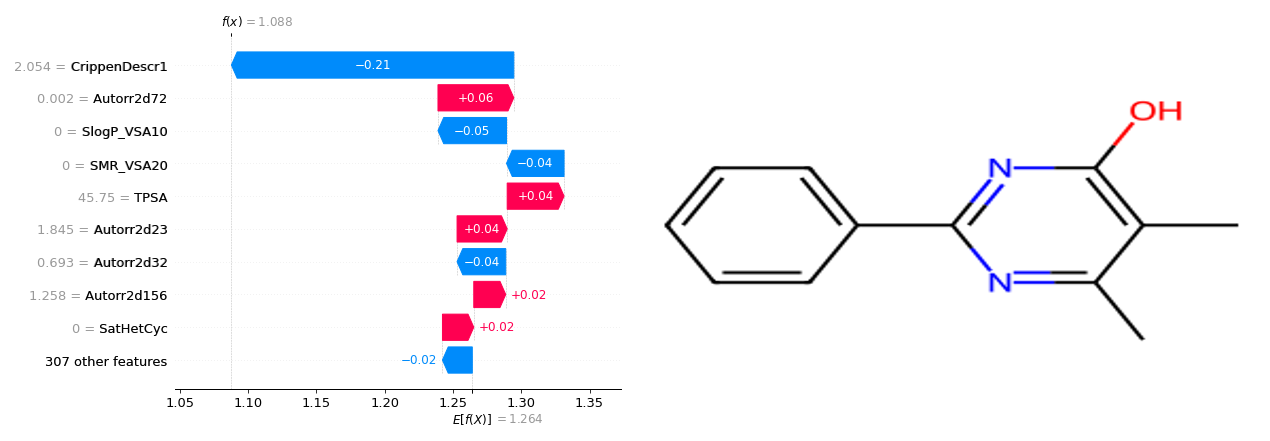 f(x) = 1.088
2.054 = CrippenDescr1
−0.21
0.002 = Autorr2d72
+0.06
0 = SlogP_VSA10
−0.05
0 = SMR_VSA20
−0.04
45.75 = TPSA
+0.04
1.845 = Autorr2d23
+0.04
0.693 = Autorr2d32
−0.04
1.258 = Autorr2d156
+0.02
0 = SatHetCyc
+0.02
307 other features
−0.02
1.05 1.10 1.15 1.20 1.25 1.30 1.35
E[f(X)] = 1.264
OH
N
N